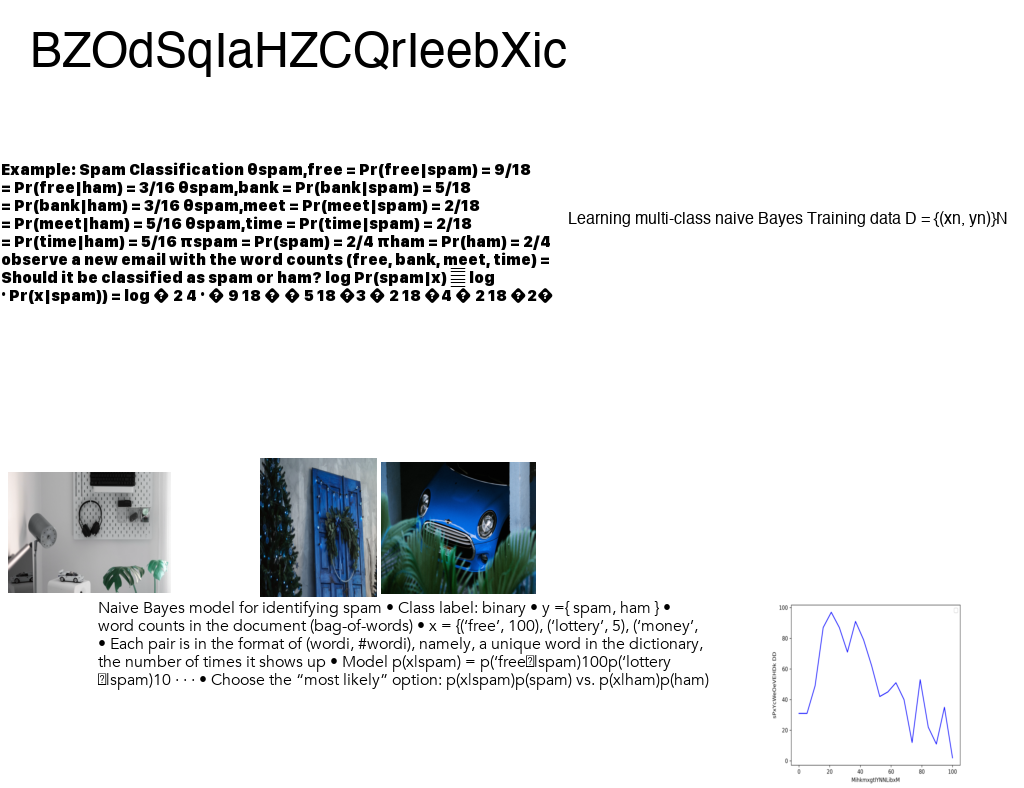 BZOdSqIaHZCQrIeebXic
Example: Spam Classification θspam,free = Pr(free|spam) = 9/18
= Pr(free|ham) = 3/16 θspam,bank = Pr(bank|spam) = 5/18
= Pr(bank|ham) = 3/16 θspam,meet = Pr(meet|spam) = 2/18
= Pr(meet|ham) = 5/16 θspam,time = Pr(time|spam) = 2/18
= Pr(time|ham) = 5/16 πspam = Pr(spam) = 2/4 πham = Pr(ham) = 2/4
observe a new email with the word counts (free, bank, meet, time) =
Should it be classified as spam or ham? log Pr(spam|x) log
· Pr(x|spam)) = log � 2 4 · � 9 18 � � 5 18 �3 � 2 18 �4 � 2 18 �2�
Learning multi-class naive Bayes Training data D = {(xn, yn)}N
Naive Bayes model for identifying spam • Class label: binary • y ={ spam, ham } •
word counts in the document (bag-of-words) • x = {(‘free’, 100), (‘lottery’, 5), (‘money’,
• Each pair is in the format of (wordi, #wordi), namely, a unique word in the dictionary,
the number of times it shows up • Model p(x|spam) = p(‘free|spam)100p(‘lottery
|spam)10 · · · • Choose the “most likely” option: p(x|spam)p(spam) vs. p(x|ham)p(ham)
100
80
60
40
20
0
0 20 40 60 80 100